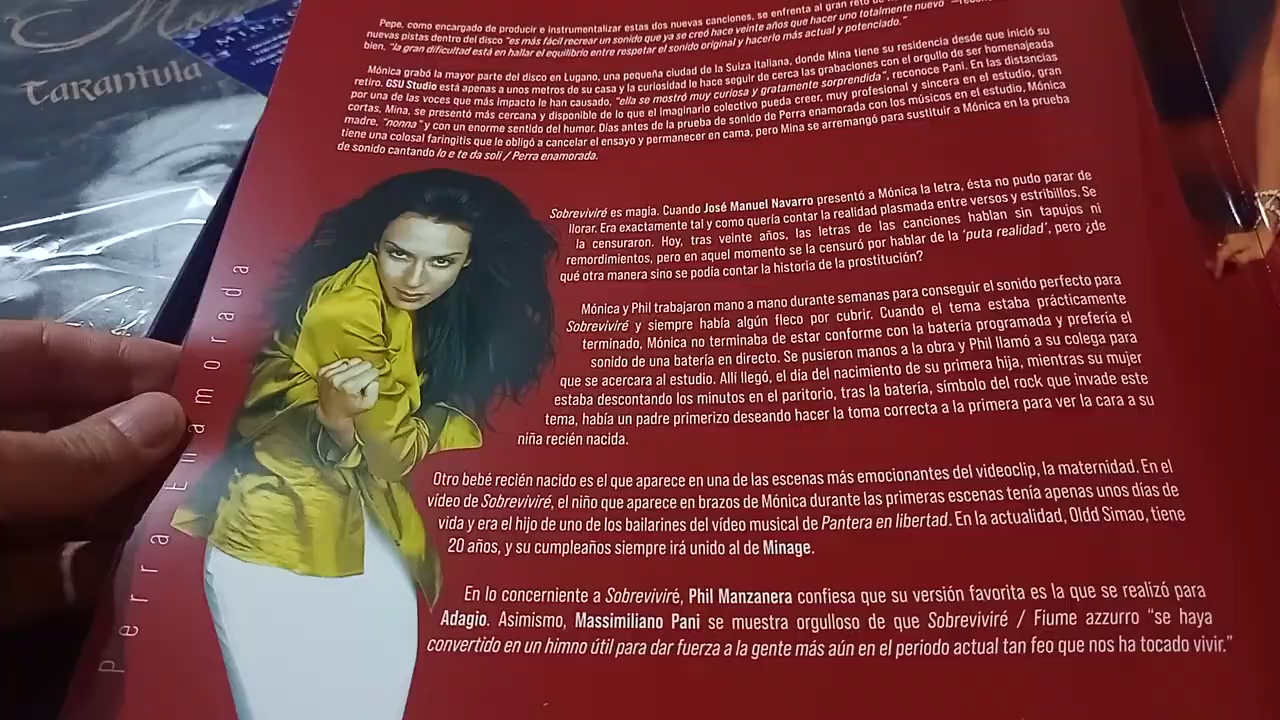 Tarantula
MINAG
Perra Enamorada
Pepe, como encargado de producir e instrumentalizar estas dos nuevas canciones, se enfrenta al gran reto de
nuevas pistas dentro del disco "es más fácil recrear un sonido que ya se creó hace veinte años que hacer uno totalmente nuevo"
bien. "la gran dificultad está en hallar el equilibrio entre respetar el sonido original y hacerlo más actual y potenciado."
Mónica grabó la mayor parte del disco en Lugano, una pequeña ciudad de la Suiza italiana, donde Mina tiene su residencia desde que inició su
retiro. GSU Studio está apenas a unos metros de su casa y la curiosidad le hace seguir de cerca las grabaciones con el orgullo de ser homenajeada
por una de las voces que más impacto le han causado, "ella se mostró muy curiosa y gratamente sorprendida", reconoce Pani. En las distancias
cortas, Mina, se presentó más cercana y disponible de lo que el imaginario colectivo pueda creer, muy profesional y sincera en el estudio, gran
madre, "nonna" y con un enorme sentido del humor. Días antes de la prueba de sonido de Perra enamorada con los músicos en el estudio, Mónica
tiene una colosal faringitis que le obligó a cancelar el ensayo y permanecer en cama, pero Mina se arremangó para sustituir a Mónica en la prueba
de sonido cantando Io e te da soli / Perra enamorada.
Sobreviviré es magia. Cuando José Manuel Navarro presentó a Mónica la letra, ésta no pudo parar de
llorar. Era exactamente tal y como quería contar la realidad plasmada entre versos y estribillos. Se
la censuraron. Hoy, tras veinte años, las letras de las canciones hablan sin tapujos ni
remordimientos, pero en aquel momento se la censuró por hablar de la 'puta realidad', pero ¿de
qué otra manera sino se podía contar la historia de la prostitución?
Mónica y Phil trabajaron mano a mano durante semanas para conseguir el sonido perfecto para
Sobreviviré y siempre había algún fleco por cubrir. Cuando el tema estaba prácticamente
terminado, Mónica no terminaba de estar conforme con la batería programada y prefería el
sonido de una batería en directo. Se pusieron manos a la obra y Phil llamó a su colega para
que se acercara al estudio. Allí llegó, el día del nacimiento de su primera hija, mientras su mujer
estaba descontando los minutos en el paritorio, tras la batería, símbolo del rock que invade este
tema, había un padre primerizo deseando hacer la toma correcta a la primera para ver la cara a su
niña recién nacida.
Otro bebé recién nacido es el que aparece en una de las escenas más emocionantes del videoclip, la maternidad. En el
vídeo de Sobreviviré, el niño que aparece en brazos de Mónica durante las primeras escenas tenía apenas unos días de
vida y era el hijo de uno de los bailarines del vídeo musical de Pantera en libertad. En la actualidad, Oldd Simao, tiene
20 años, y su cumpleaños siempre irá unido al de Minage.
En lo concerniente a Sobreviviré, Phil Manzanera confiesa que su versión favorita es la que se realizó para
Adagio. Asimismo, Massimiliano Pani se muestra orgulloso de que Sobreviviré / Fiume azzurro "se haya
convertido en un himno útil para dar fuerza a la gente más aún en el periodo actual tan feo que nos ha tocado vivir."